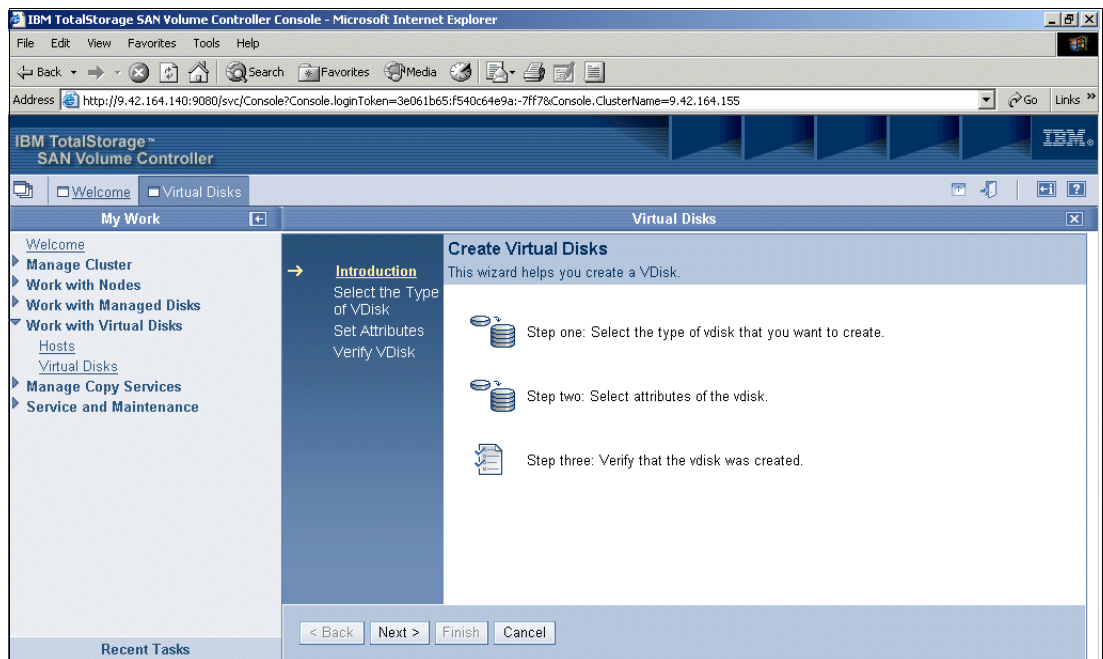 IBM TotalStorage SAN Volume Controller Console - Microsoft Internet Explorer
File Edit View Favorites Tools Help
Back Search Favorites Media
Address http://9.42.164.140:9080/svc/Console?Console.loginToken=3e061b65:f540c64e9a:-7ff7&Console.ClusterName=9.42.164.155 Go Links »
IBM TotalStorage™
SAN Volume Controller
IBM®
Welcome Virtual Disks
My Work
Virtual Disks
Welcome
Manage Cluster
Work with Nodes
Work with Managed Disks
Work with Virtual Disks
Hosts
Virtual Disks
Manage Copy Services
Service and Maintenance
Recent Tasks
Introduction
Select the Type
of VDisk
Set Attributes
Verify VDisk
Create Virtual Disks
This wizard helps you create a VDisk.
Step one: Select the type of vdisk that you want to create.
Step two: Select attributes of the vdisk.
Step three: Verify that the vdisk was created.
< Back Next > Finish Cancel